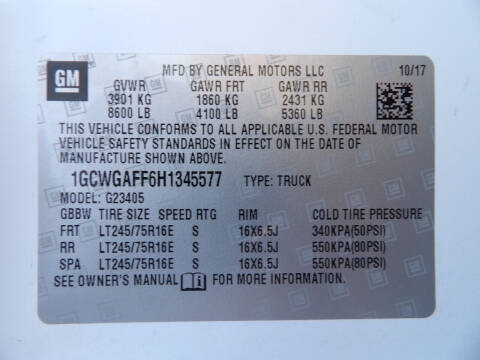 GM
MFD BY GENERAL MOTORS LLC 10/17
GVWR GAWR FRT GAWR RR
3901 KG 1860 KG 2431 KG
8600 LB 4100 LB 5360 LB
THIS VEHICLE CONFORMS TO ALL APPLICABLE U.S. FEDERAL MOTOR
VEHICLE SAFETY STANDARDS IN EFFECT ON THE DATE OF
MANUFACTURE SHOWN ABOVE.
1GCWGAFF6H1345577 TYPE: TRUCK
MODEL: G23405
GBBW TIRE SIZE SPEED RTG RIM COLD TIRE PRESSURE
FRT LT245/75R16E S 16X6.5J 340KPA(50PSI)
RR LT245/75R16E S 16X6.5J 550KPA(80PSI)
SPA LT245/75R16E S 16X6.5J 550KPA(80PSI)
SEE OWNER'S MANUAL FOR MORE INFORMATION.